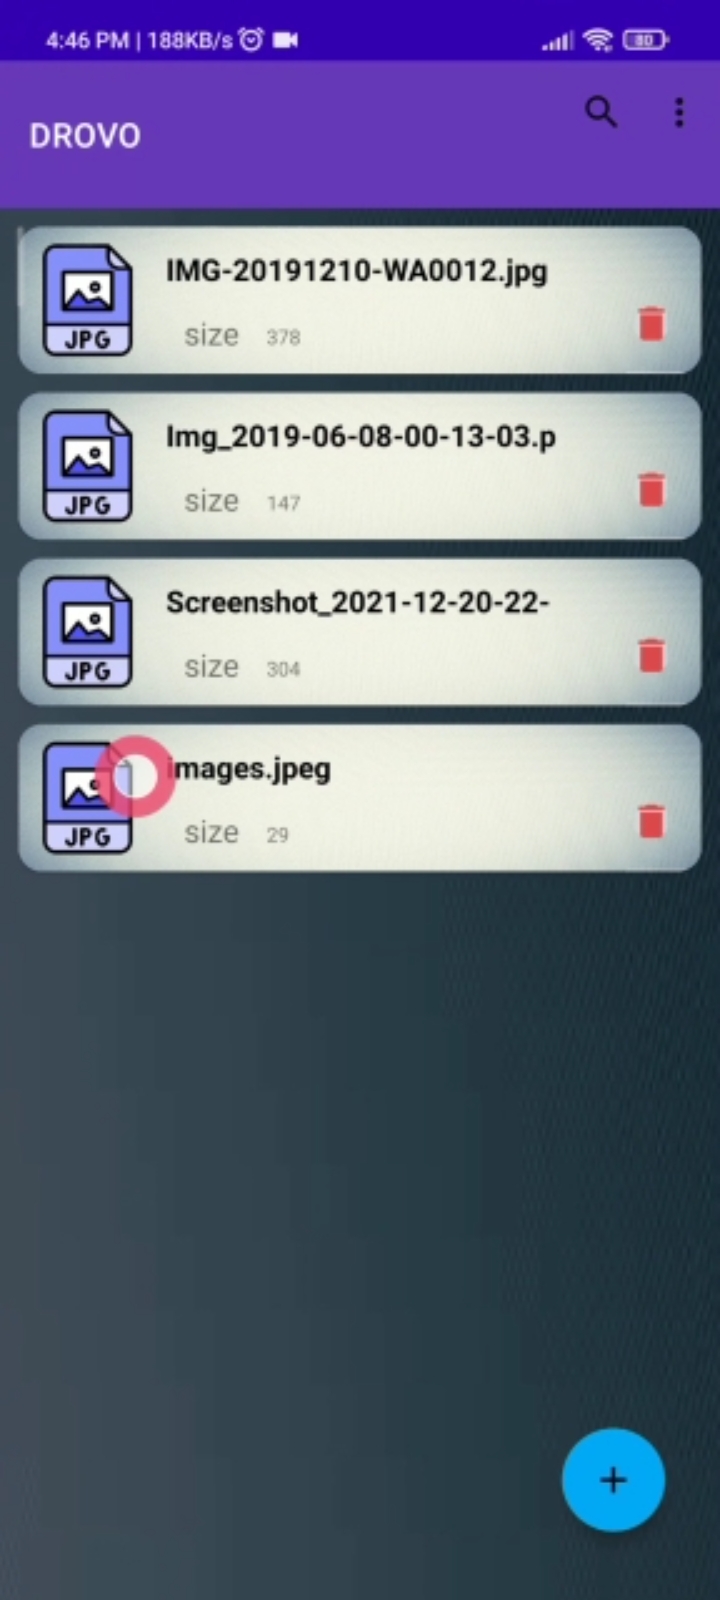 4:46 PM | 188KB/s 80
DROVO
IMG-20191210-WA0012.jpg
JPG
size 378
Img_2019-06-08-00-13-03.p
JPG
size 147
Screenshot_2021-12-20-22-
JPG
size 304
images.jpeg
JPG
size 29
+